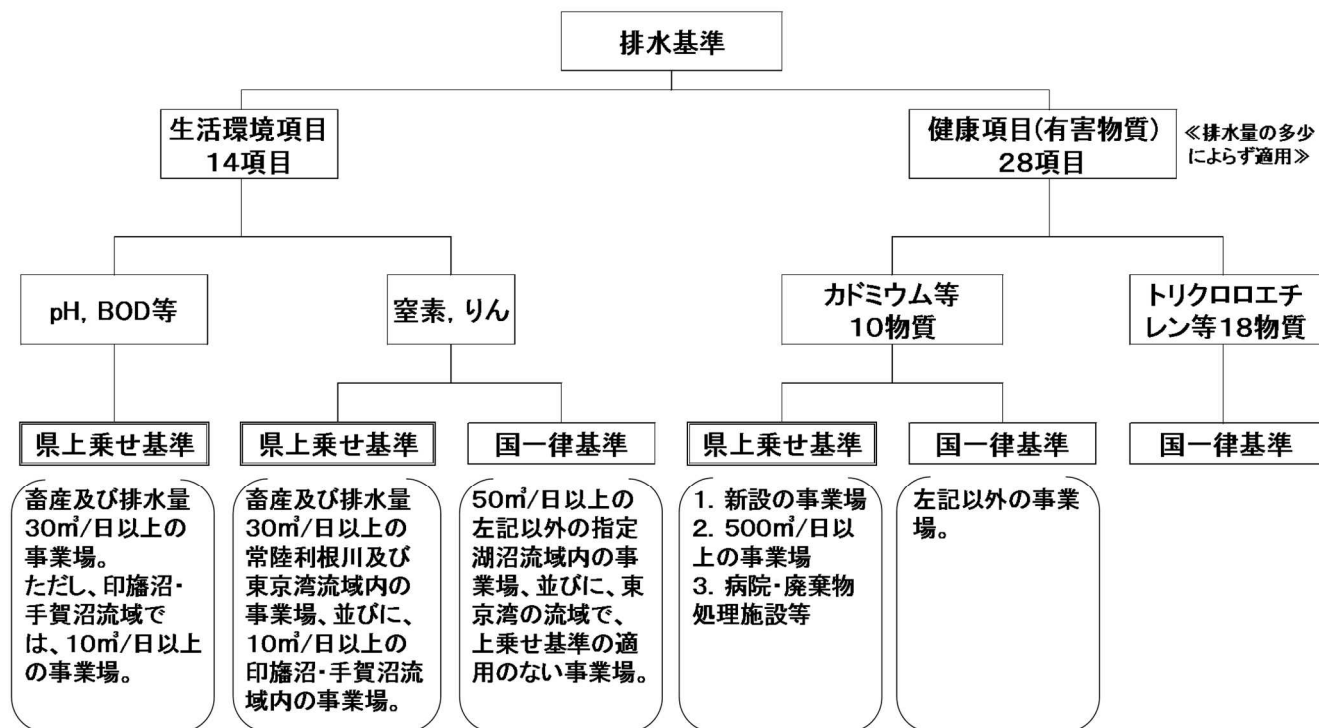 排水基準
生活環境項目
14項目
健康項目(有害物質)
28項目
≪排水量の多少
によらず適用≫
pH, BOD等
窒素, りん
カドミウム等
10物質
トリクロロエチ
レン等18物質
県上乗せ基準
県上乗せ基準
国一律基準
県上乗せ基準
国一律基準
国一律基準
畜産及び排水量
30㎥/日以上の
事業場。
ただし、印旛沼・
手賀沼流域で
は、10㎥/日以上
の事業場。
畜産及び排水量
30㎥/日以上の
常陸利根川及び
東京湾流域内の
事業場、並びに、
10㎥/日以上の
印旛沼・手賀沼流
域内の事業場。
50㎥/日以上の
左記以外の指定
湖沼流域内の事
業場、並びに、東
京湾の流域で、
上乗せ基準の適
用のない事業場。
1. 新設の事業場
2. 500㎥/日以
上の事業場
3. 病院・廃棄物
処理施設等
左記以外の事業
場。